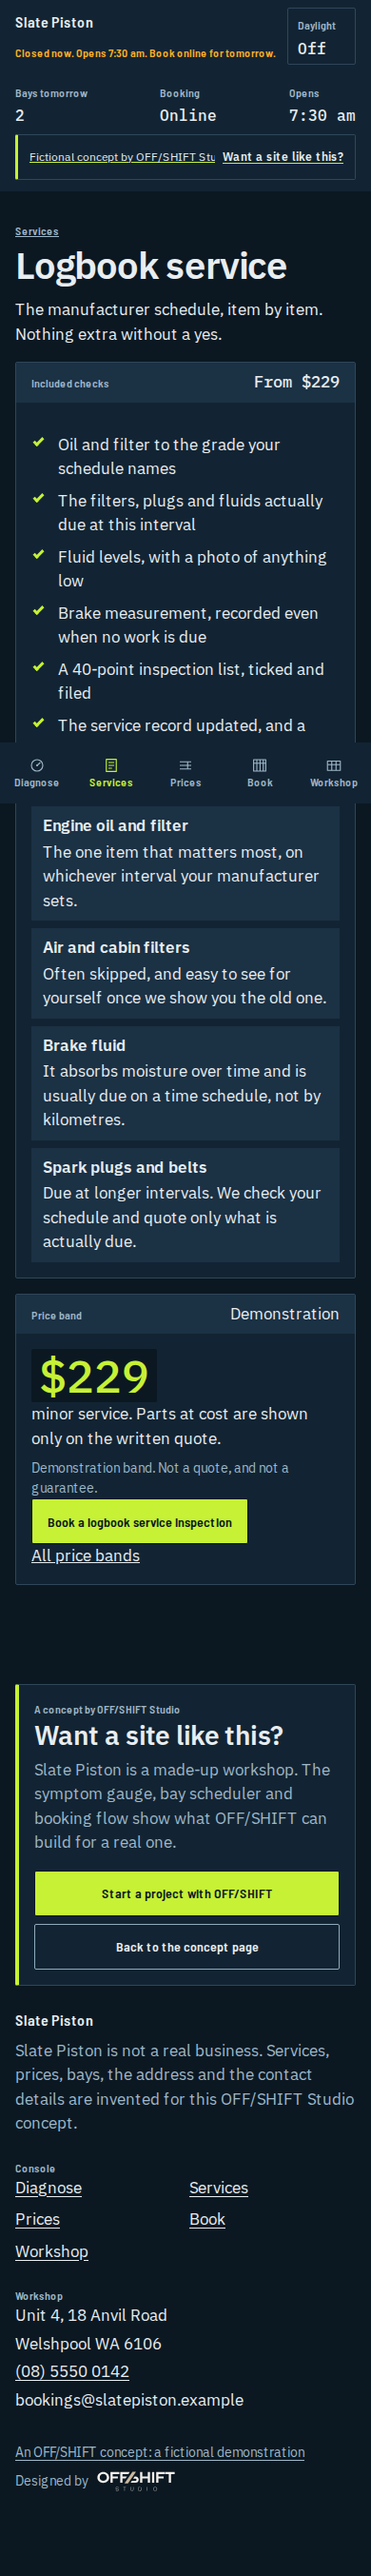 Slate Piston
Daylight
Off
Closed now. Opens 7:30 am. Book online for tomorrow.
Bays tomorrow
2
Booking
Online
Opens
7:30 am
Fictional concept by OFF/SHIFT Stu
Want a site like this?
Services
Logbook service
The manufacturer schedule, item by item.
Nothing extra without a yes.
Included checks
From $229
Oil and filter to the grade your
schedule names
The filters, plugs and fluids actually
due at this interval
Fluid levels, with a photo of anything
low
Brake measurement, recorded even
when no work is due
A 40-point inspection list, ticked and
filed
The service record updated, and a
Diagnose
Services
Prices
Book
Workshop
Engine oil and filter
The one item that matters most, on
whichever interval your manufacturer
sets.
Air and cabin filters
Often skipped, and easy to see for
yourself once we show you the old one.
Brake fluid
It absorbs moisture over time and is
usually due on a time schedule, not by
kilometres.
Spark plugs and belts
Due at longer intervals. We check your
schedule and quote only what is
actually due.
Price band
Demonstration
$229
minor service. Parts at cost are shown
only on the written quote.
Demonstration band. Not a quote, and not a
guarantee.
Book a logbook service inspection
All price bands
A concept by OFF/SHIFT Studio
Want a site like this?
Slate Piston is a made-up workshop. The
symptom gauge, bay scheduler and
booking flow show what OFF/SHIFT can
build for a real one.
Start a project with OFF/SHIFT
Back to the concept page
Slate Piston
Slate Piston is not a real business. Services,
prices, bays, the address and the contact
details are invented for this OFF/SHIFT Studio
concept.
Console
Diagnose
Services
Prices
Book
Workshop
Workshop
Unit 4, 18 Anvil Road
Welshpool WA 6106
(08) 5550 0142
bookings@slatepiston.example
An OFF/SHIFT concept: a fictional demonstration
Designed by OFF/SHIFT
STUDIO